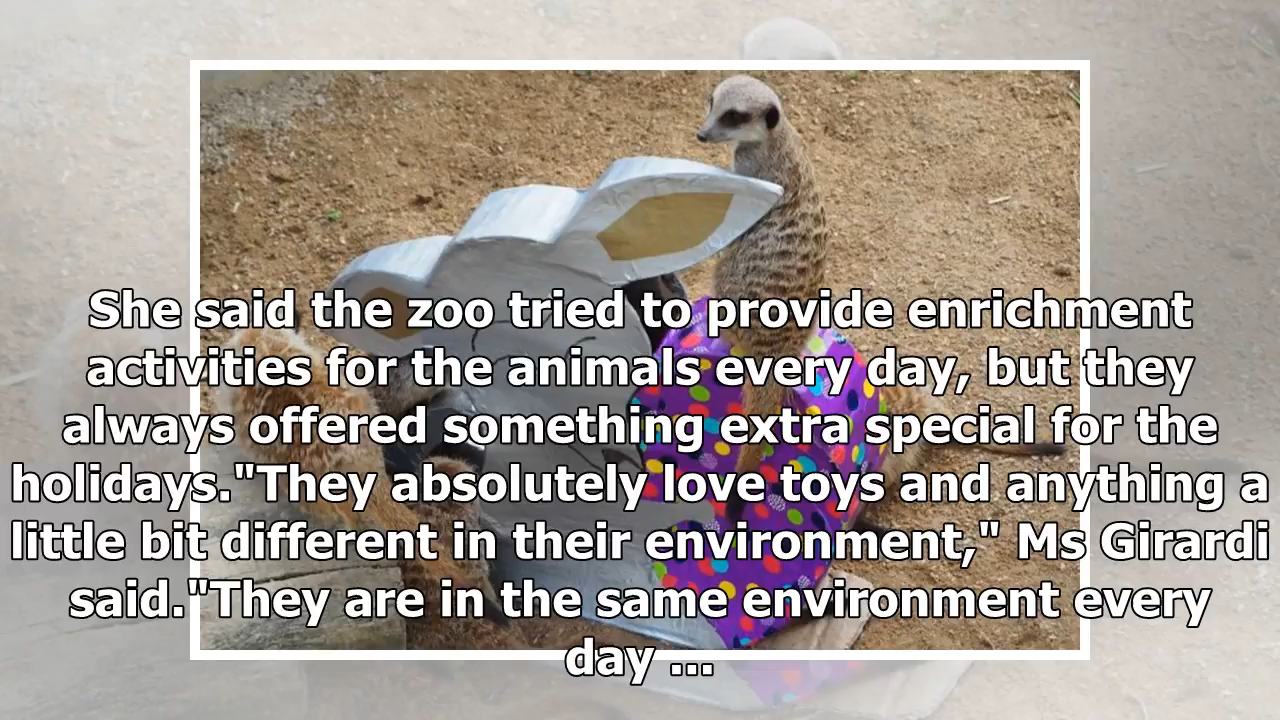 She said the zoo tried to provide enrichment
activities for the animals every day, but they
always offered something extra special for the
holidays."They absolutely love toys and anything a
little bit different in their environment," Ms Girardi
said."They are in the same environment every
day ...